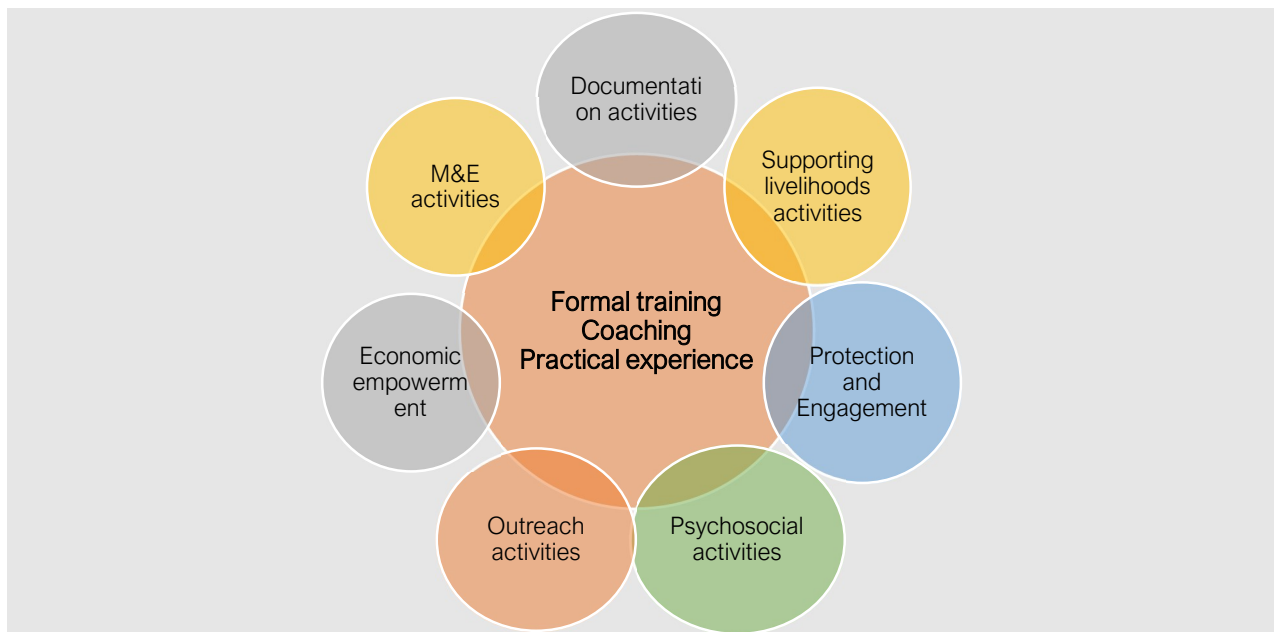 Documentati
on activities
Supporting
livelihoods
activities
Protection
and
Engagement
Psychosocial
activities
Outreach
activities
Economic
empowerm
ent
M&E
activities
Formal training
Coaching
Practical experience